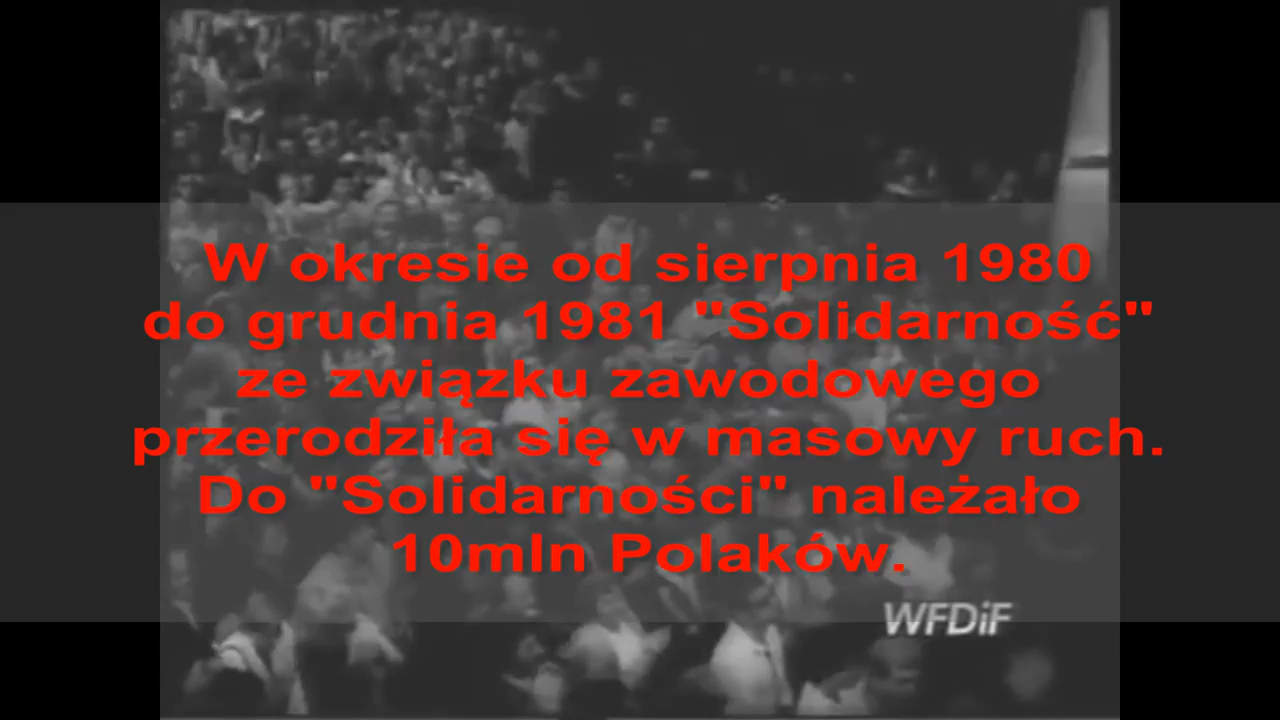 W okresie od sierpnia 1980
do grudnia 1981 "Solidarność"
ze związku zawodowego
przerodziła się w masowy ruch.
Do "Solidarności" należało
10mln Polaków.
WFDiF